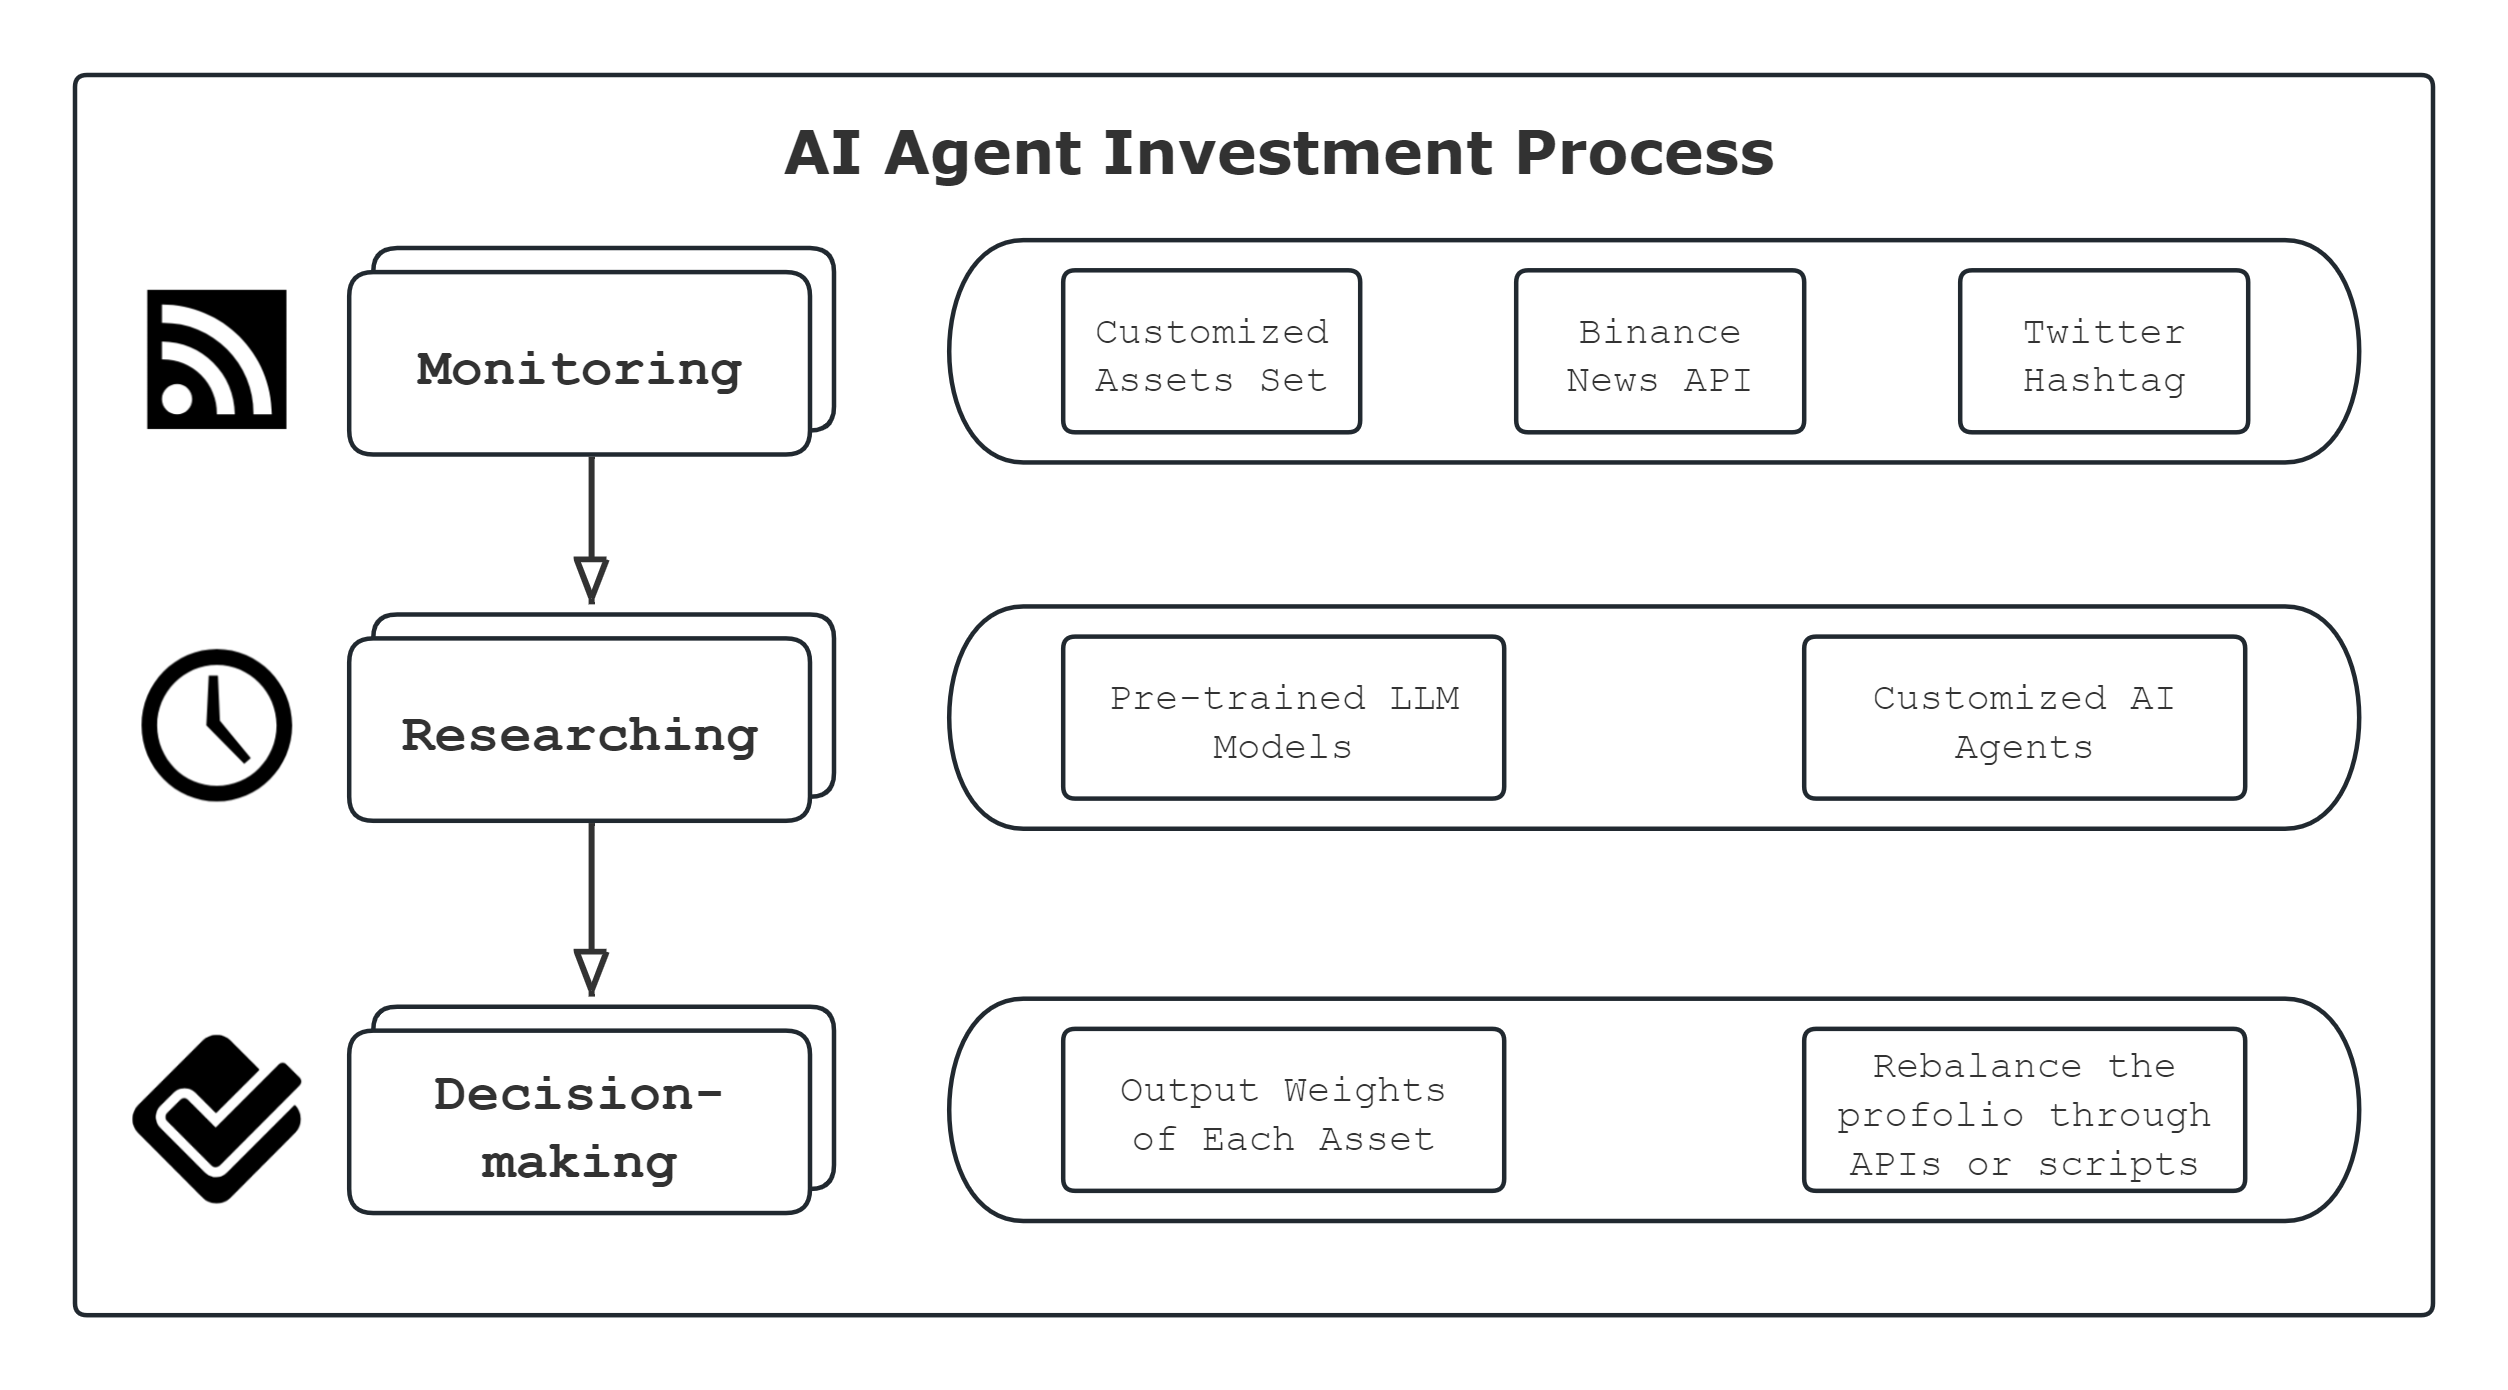 AI Agent Investment Process
Monitoring
Customized
Assets Set
Binance
News API
Twitter
Hashtag
Researching
Pre-trained LLM
Models
Customized AI
Agents
Decision-
making
Output Weights
of Each Asset
Rebalance the
profolio through
APIs or scripts